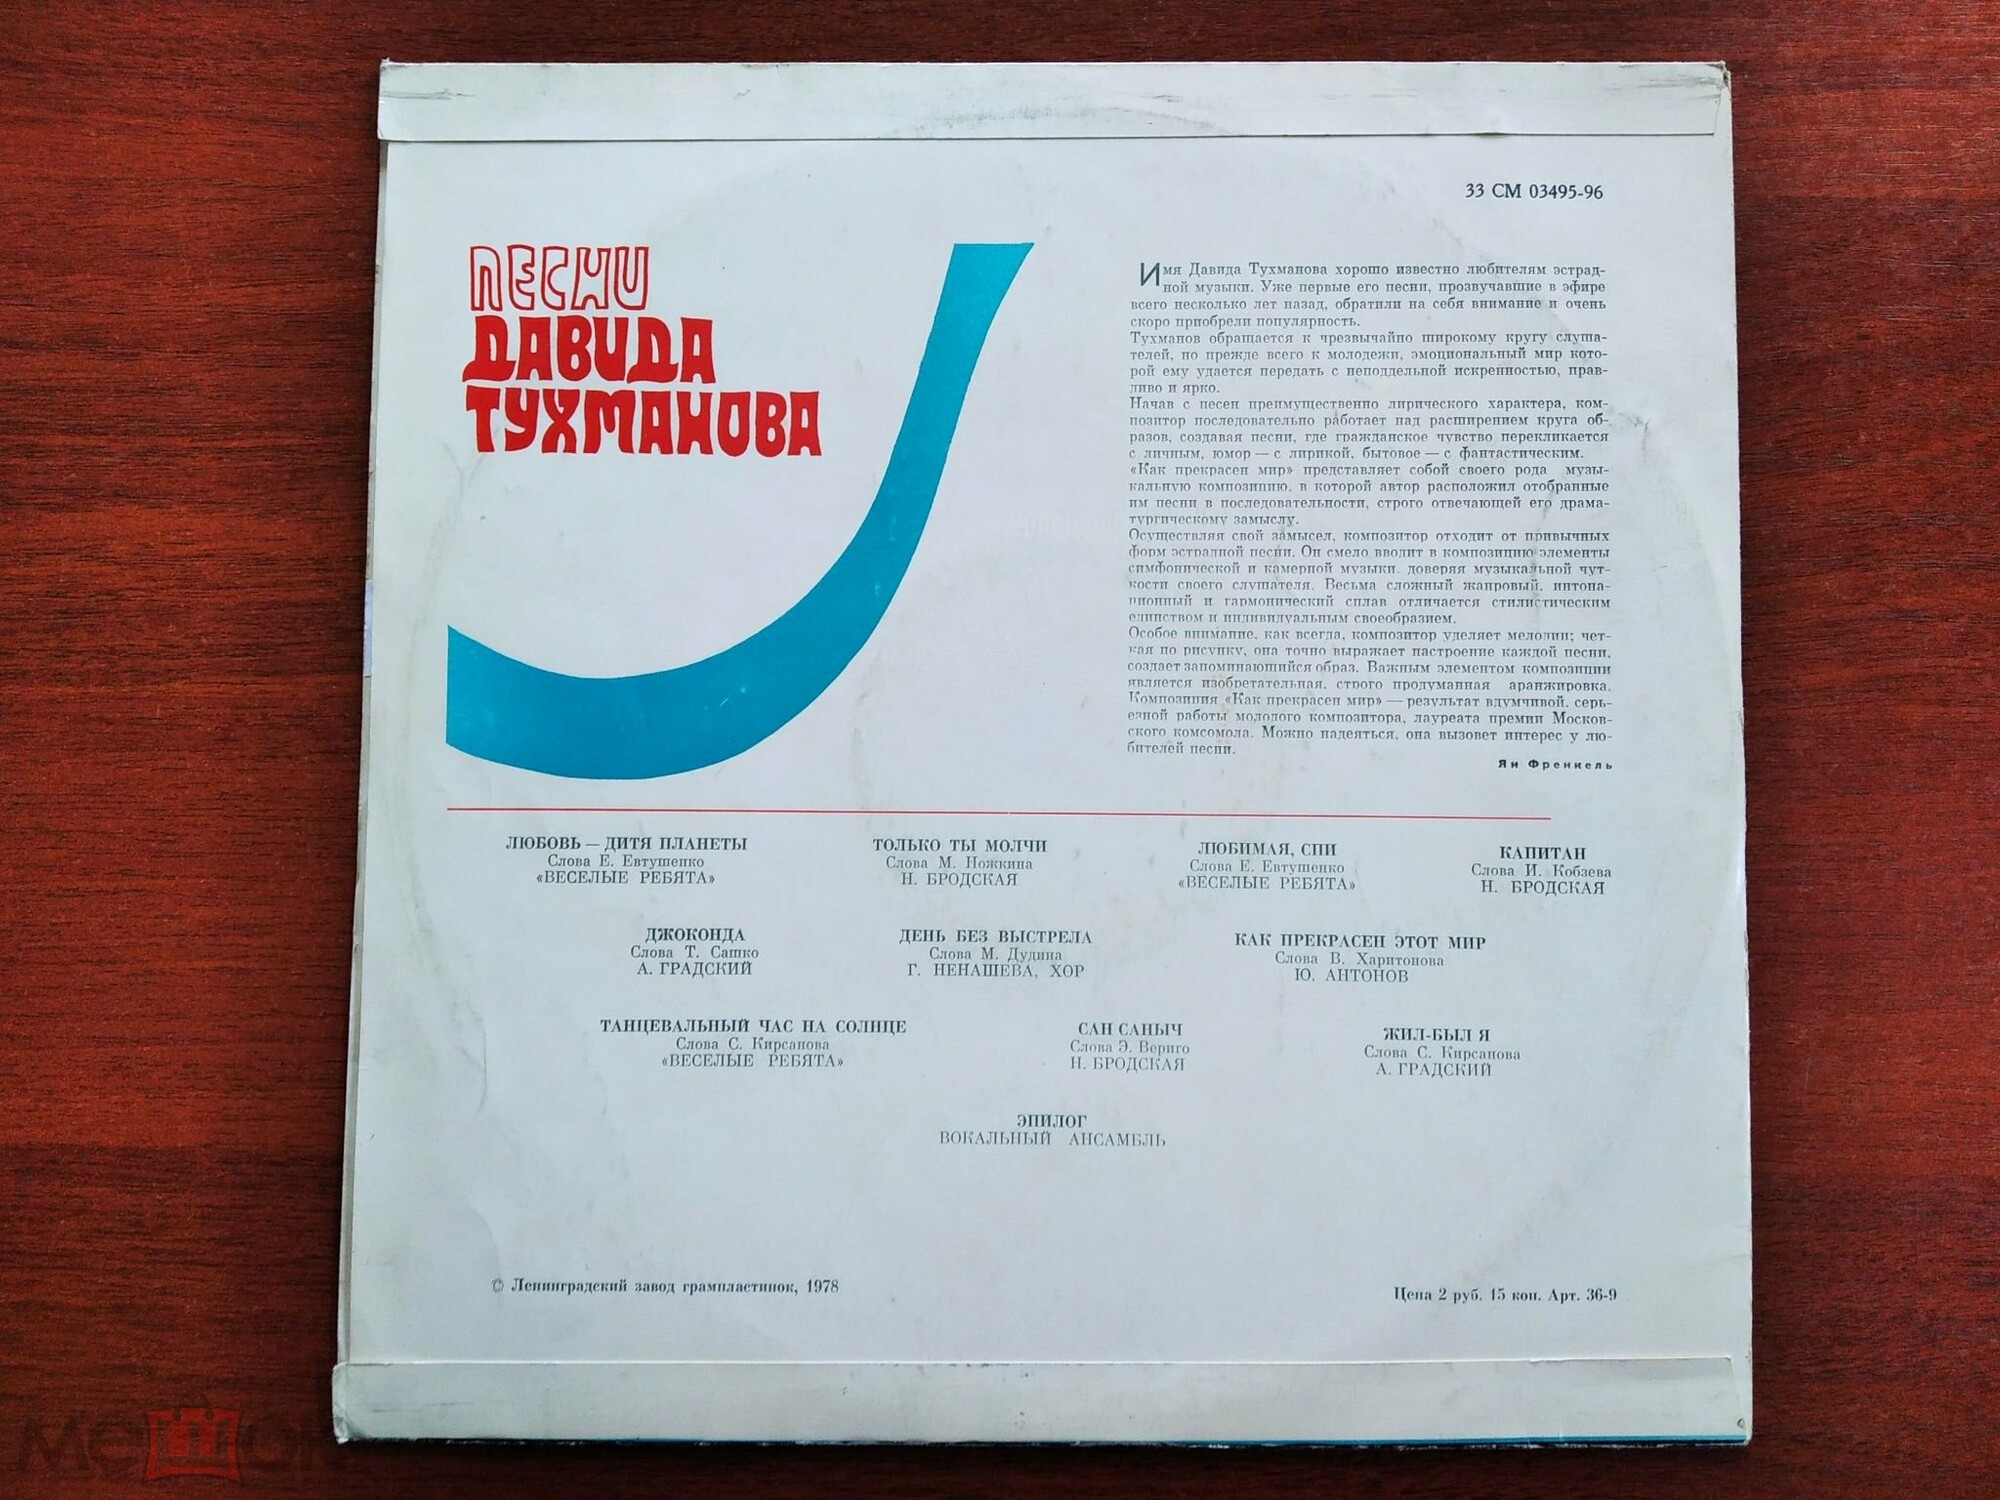 33 СМ 03495-96
ПЕСНИ
ДАВИДА
ТУХМАНОВА
Имя Давида Тухманова хорошо известно любителям эстрад-
ной музыки. Уже первые его песни, прозвучавшие в эфире
всего несколько лет назад, обратили на себя внимание и очень
скоро приобрели популярность.
Тухманов обращается к чрезвычайно широкому кругу слуша-
телей, но прежде всего к молодежи, эмоциональный мир кото-
рой ему удается передать с неподдельной искренностью, прав-
ливо и ярко.
Начав с песен преимущественно лирического характера, ком-
позитор последовательно работает над расширением круга об-
разов, создавая песни, где гражданское чувство перекликается
с личным, юмор — с лирикой, бытовое — с фантастическим.
«Как прекрасен мир» представляет собой своего рода музы-
кальную композицию, в которой автор расположил отобранные
им песни в последовательности, строго отвечающей его драма-
тургическому замыслу.
Осуществляя свой замысел, композитор отходит от привычных
форм эстрадной песни. Он смело вводит в композицию элементы
симфонической и камерной музыки, доверяя музыкальной чут-
кости своего слушателя. Весьма сложный жанровый, интона-
ционный и гармонический сплав отличается стилистическим
единством и индивидуальным своеобразием.
Особое внимание, как всегда, композитор уделяет мелодии; чет-
кая по рисунку, она точно выражает настроение каждой песни,
создает запоминающийся образ. Важным элементом композиции
является изобретательная, строго продуманная аранжировка.
Композиция «Как прекрасен мир» — результат вдумчивой, серь-
езной работы молодого композитора, лауреата премии Москов-
ского комсомола. Можно надеяться, она вызовет интерес у лю-
бителей песни.
Ян Френкель
ЛЮБОВЬ — ДИТЯ ПЛАНЕТЫ
Слова Е. Евтушенко
«ВЕСЕЛЫЕ РЕБЯТА»
ТОЛЬКО ТЫ МОЛЧИ
Слова М. Ножкина
Н. БРОДСКАЯ
ЛЮБИМАЯ, СПИ
Слова Е. Евтушенко
«ВЕСЕЛЫЕ РЕБЯТА»
КАПИТАН
Слова И. Кобзева
Н. БРОДСКАЯ
ДЖОКОНДА
Слова Т. Сашко
А. ГРАДСКИЙ
ДЕНЬ БЕЗ ВЫСТРЕЛА
Слова М. Дудина
Г. НЕНАШЕВА, ХОР
КАК ПРЕКРАСЕН ЭТОТ МИР
Слова В. Харитонова
Ю. АНТОНОВ
ТАНЦЕВАЛЬНЫЙ ЧАС НА СОЛНЦЕ
Слова С. Кирсанова
«ВЕСЕЛЫЕ РЕБЯТА»
САН САНЫЧ
Слова Э. Вериго
Н. БРОДСКАЯ
ЖИЛ-БЫЛ Я
Слова С. Кирсанова
А. ГРАДСКИЙ
ЭПИЛОГ
ВОКАЛЬНЫЙ АНСАМБЛЬ
© Ленинградский завод грампластинок, 1978
Цена 2 руб. 15 коп. Арт. 36-9
мешок